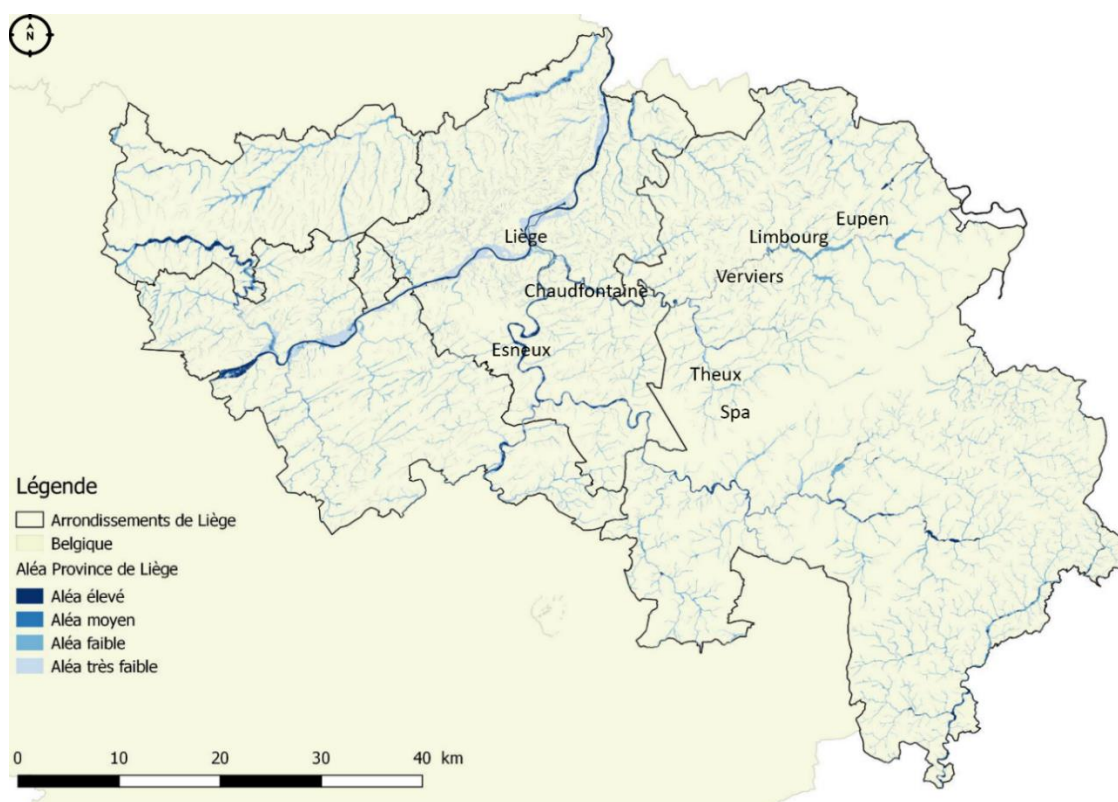 N
Liège
Eupen
Limbourg
Verviers
Chaudfontaine
Esneux
Theux
Spa
Légende
Arrondissements de Liège
Belgique
Aléa Province de Liège
Aléa élevé
Aléa moyen
Aléa faible
Aléa très faible
0 10 20 30 40 km